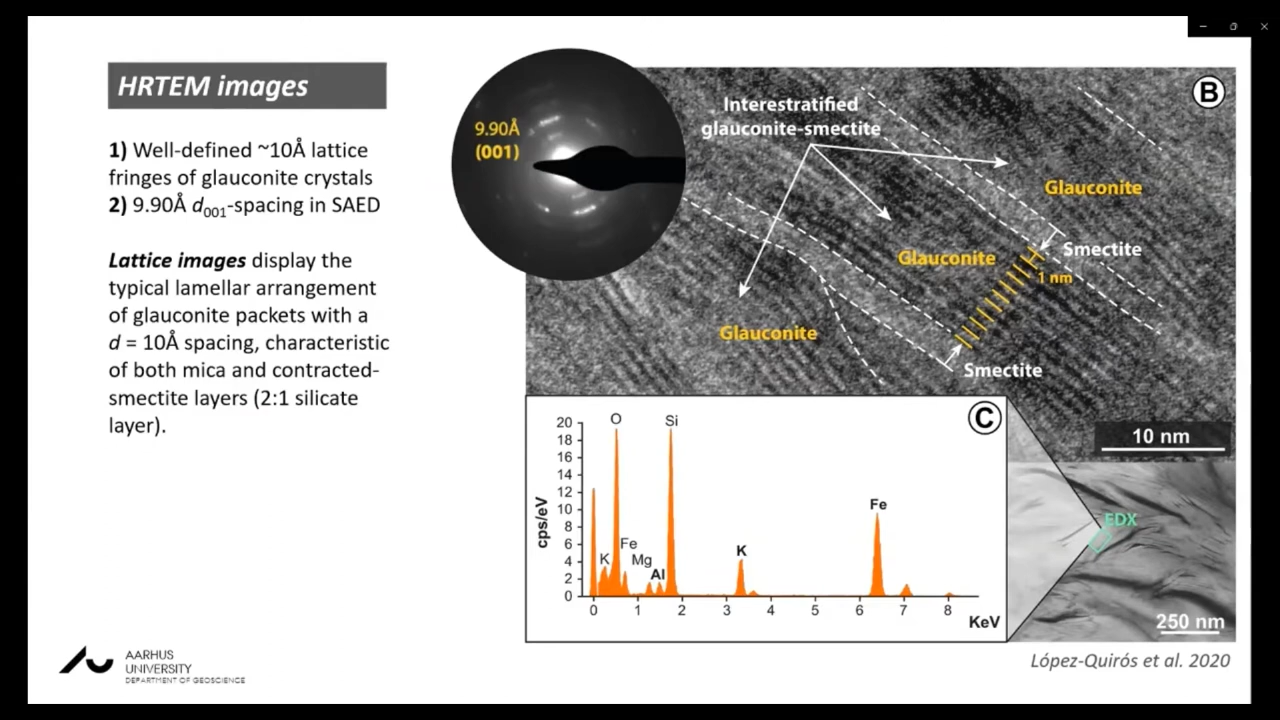 HRTEM images
1) Well-defined ~10Å lattice
fringes of glauconite crystals
2) 9.90Å d001-spacing in SAED
Lattice images display the
typical lamellar arrangement
of glauconite packets with a
d = 10Å spacing, characteristic
of both mica and contracted-
smectite layers (2:1 silicate
layer).
9.90Å
(001)
Interestratified
glauconite-smectite
B
Glauconite
Smectite
Glauconite
1 nm
Glauconite
Smectite
10 nm
C
cps/eV
20
18
16
14
12
10
8
6
4
2
0
O
Si
K
Fe
Mg
Al
K
Fe
0 1 2 3 4 5 6 7 8
KeV
EDX
250 nm
López-Quirós et al. 2020
AARHUS
UNIVERSITY
DEPARTMENT OF GEOSCIENCE